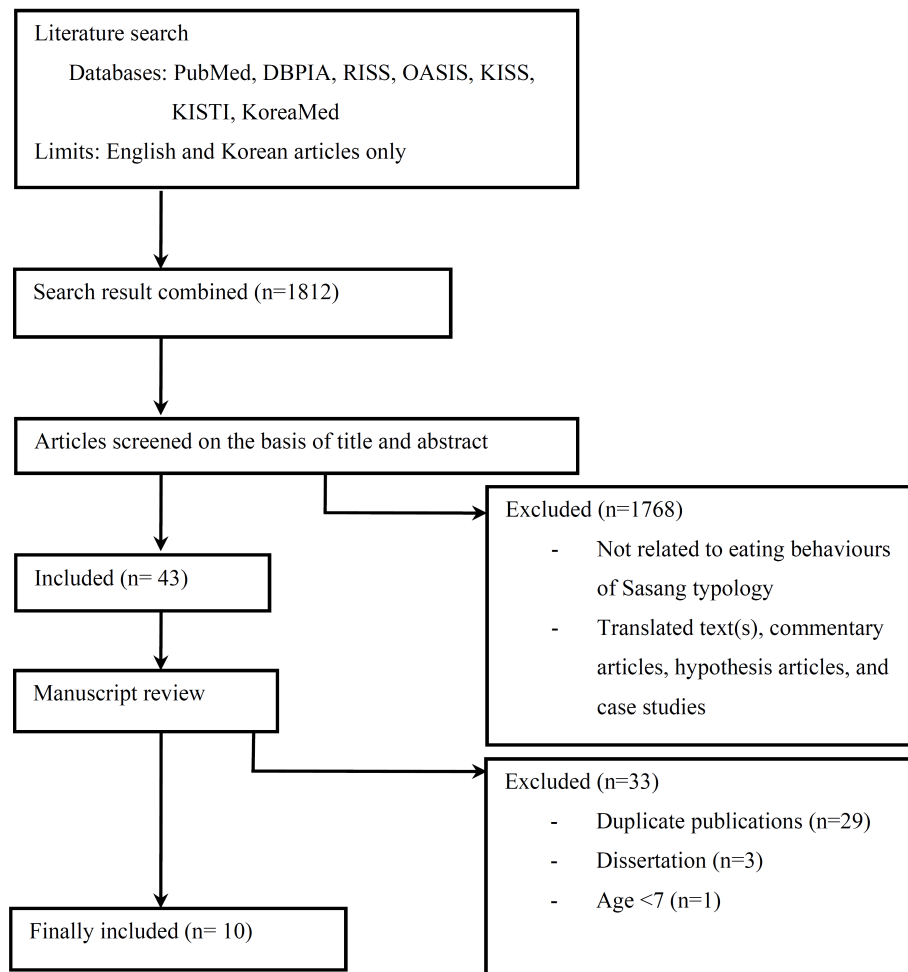 Literature search
Databases: PubMed, DBPIA, RISS, OASIS, KISS,
KISTI, KoreaMed
Limits: English and Korean articles only
Search result combined (n=1812)
Articles screened on the basis of title and abstract
Excluded (n=1768)
- Not related to eating behaviours
of Sasang typology
- Translated text(s), commentary
articles, hypothesis articles, and
case studies
Included (n= 43)
Manuscript review
Excluded (n=33)
- Duplicate publications (n=29)
- Dissertation (n=3)
- Age <7 (n=1)
Finally included (n= 10)